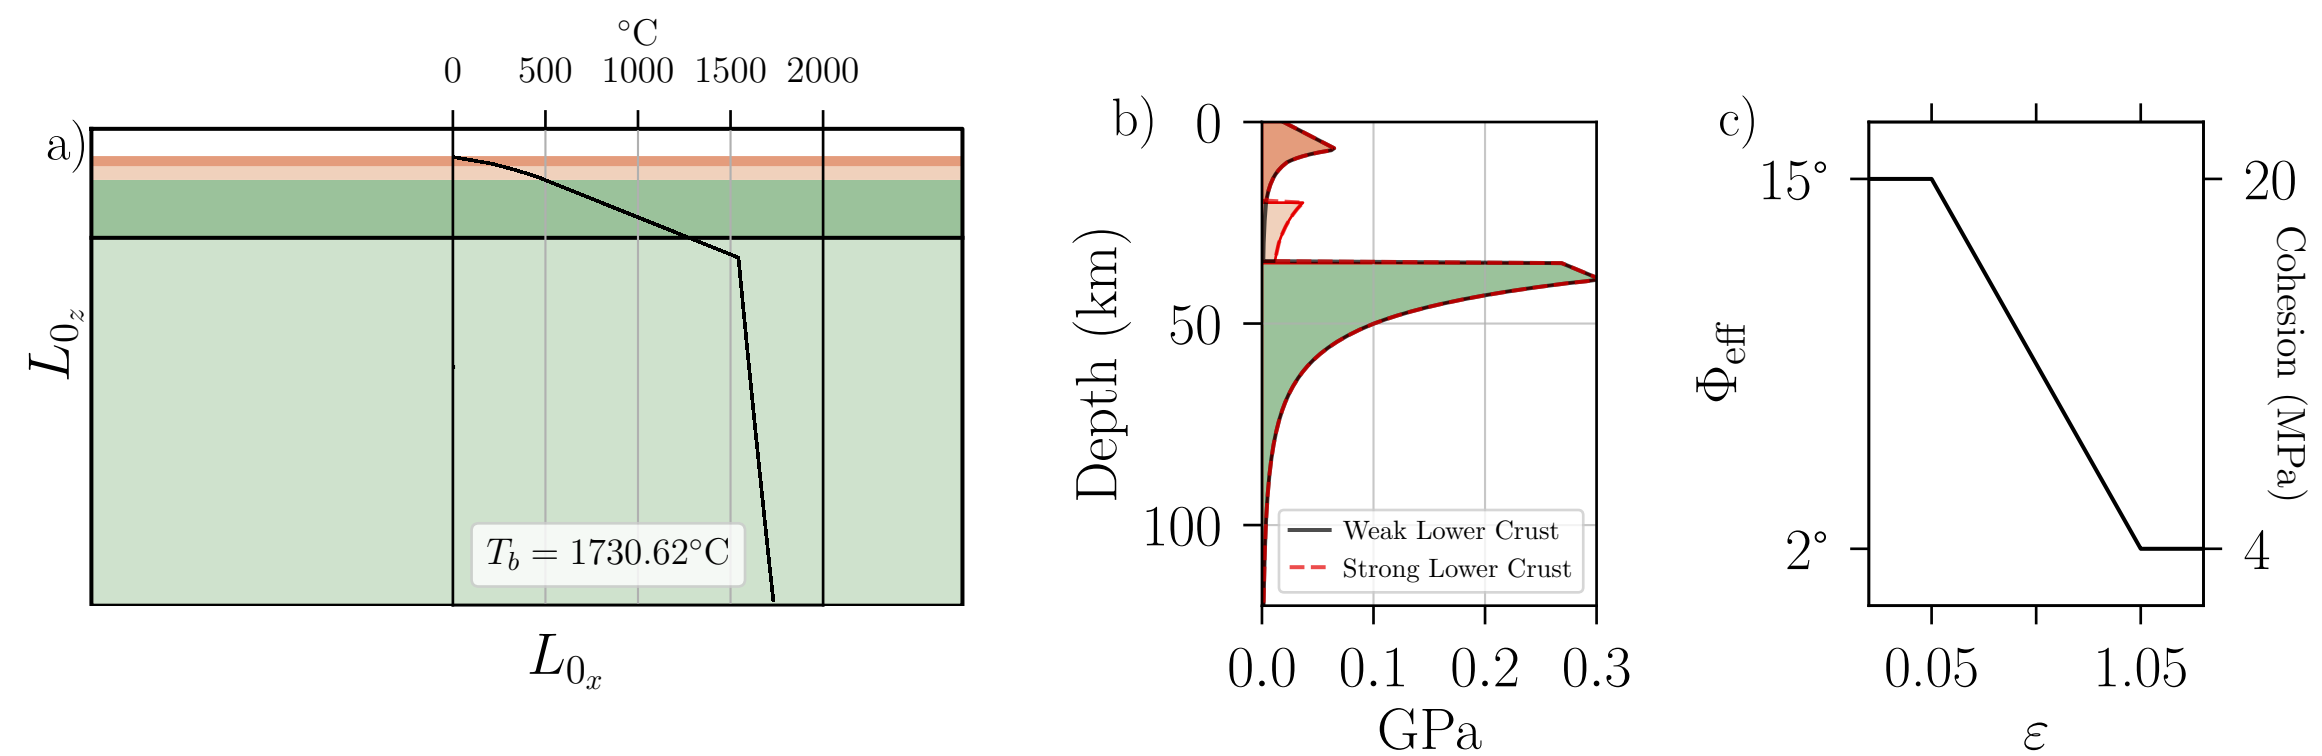 a)
°C
0 500 1000 1500 2000
L₀z
T_b = 1730.62°C
L₀x
b)
0
50
100
Depth (km)
Weak Lower Crust
Strong Lower Crust
0.0 0.1 0.2 0.3
GPa
c)
15°
2°
Φeff
20
4
Cohesion (MPa)
0.05 1.05
ε